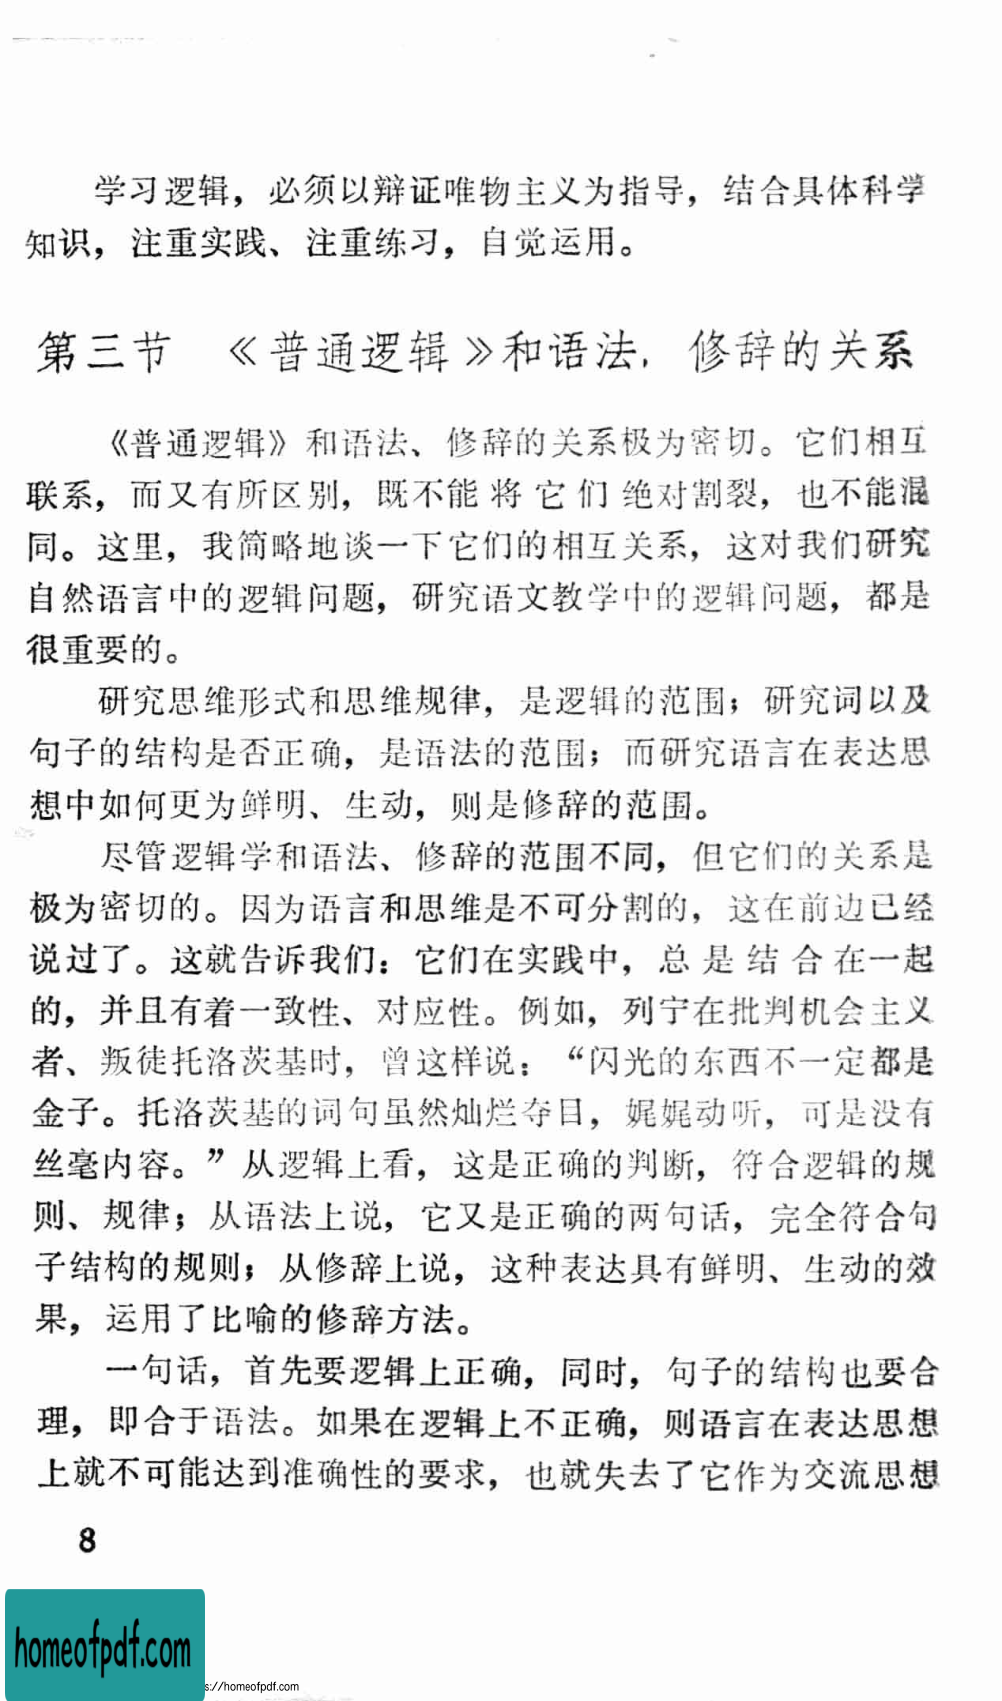 学习逻辑，必须以辩证唯物主义为指导，结合具体科学
知识，注重实践、注重练习，自觉运用。
第三节 《普通逻辑》和语法，修辞的关系
《普通逻辑》和语法、修辞的关系极为密切。它们相互
联系，而又有所区别，既不能将它们绝对割裂，也不能混
同。这里，我简略地谈一下它们的相互关系，这对我们研究
自然语言中的逻辑问题，研究语文教学中的逻辑问题，都是
很重要的。
研究思维形式和思维规律，是逻辑的范围；研究词以及
句子的结构是否正确，是语法的范围；而研究语言在表达思
想中如何更为鲜明、生动，则是修辞的范围。
尽管逻辑学和语法、修辞的范围不同，但它们的关系是
极为密切的。因为语言和思维是不可分割的，这在前边已经
说过了。这就告诉我们：它们在实践中，总是结合在一起
的，并且有着一致性、对应性。例如，列宁在批判机会主义
者、叛徒托洛茨基时，曾这样说：“闪光的东西不一定都是
金子。托洛茨基的词句虽然灿烂夺目，娓娓动听，可是没有
丝毫内容。”从逻辑上看，这是正确的判断，符合逻辑的规
则、规律；从语法上说，它又是正确的两句话，完全符合句
子结构的规则；从修辞上说，这种表达具有鲜明、生动的效
果，运用了比喻的修辞方法。
一句话，首先要逻辑上正确，同时，句子的结构也要合
理，即合于语法。如果在逻辑上不正确，则语言在表达思想
上就不可能达到准确性的要求，也就失去了它作为交流思想
8
homeofpdf.com
s://homeofpdf.com